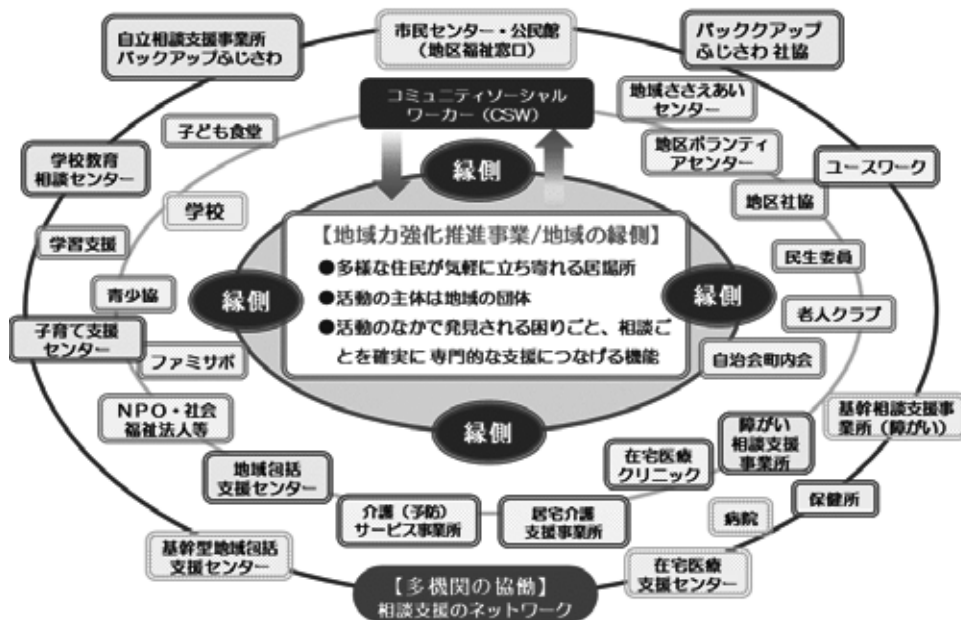 自立相談支援事業所
バックアップふじさわ
市民センター・公民館
（地区福祉窓口）
バッククアップ
ふじさわ 社協
コミュニティソーシャル
ワーカー（CSW）
地域ささえあい
センター
子ども食堂
地区ボランティ
アセンター
学校教育
相談センター
縁側
ユースワーク
学校
地区社協
【地域力強化推進事業/地域の縁側】
●多様な住民が気軽に立ち寄れる居場所
●活動の主体は地域の団体
●活動のなかで発見される困りごと、相談ご
とを確実に 専門的な支援につなげる機能
学習支援
民生委員
青少協
縁側
縁側
老人クラブ
子育て支援
センター
ファミサポ
自治会町内会
NPO・社会
福祉法人等
縁側
基幹相談支援事
業所（障がい）
障がい
相談支援
事業所
在宅医療
クリニック
地域包括
支援センター
保健所
介護（予防）
サービス事業所
居宅介護
支援事業所
病院
基幹型地域包括
支援センター
在宅医療
支援センター
【多機関の協働】
相談支援のネットワーク